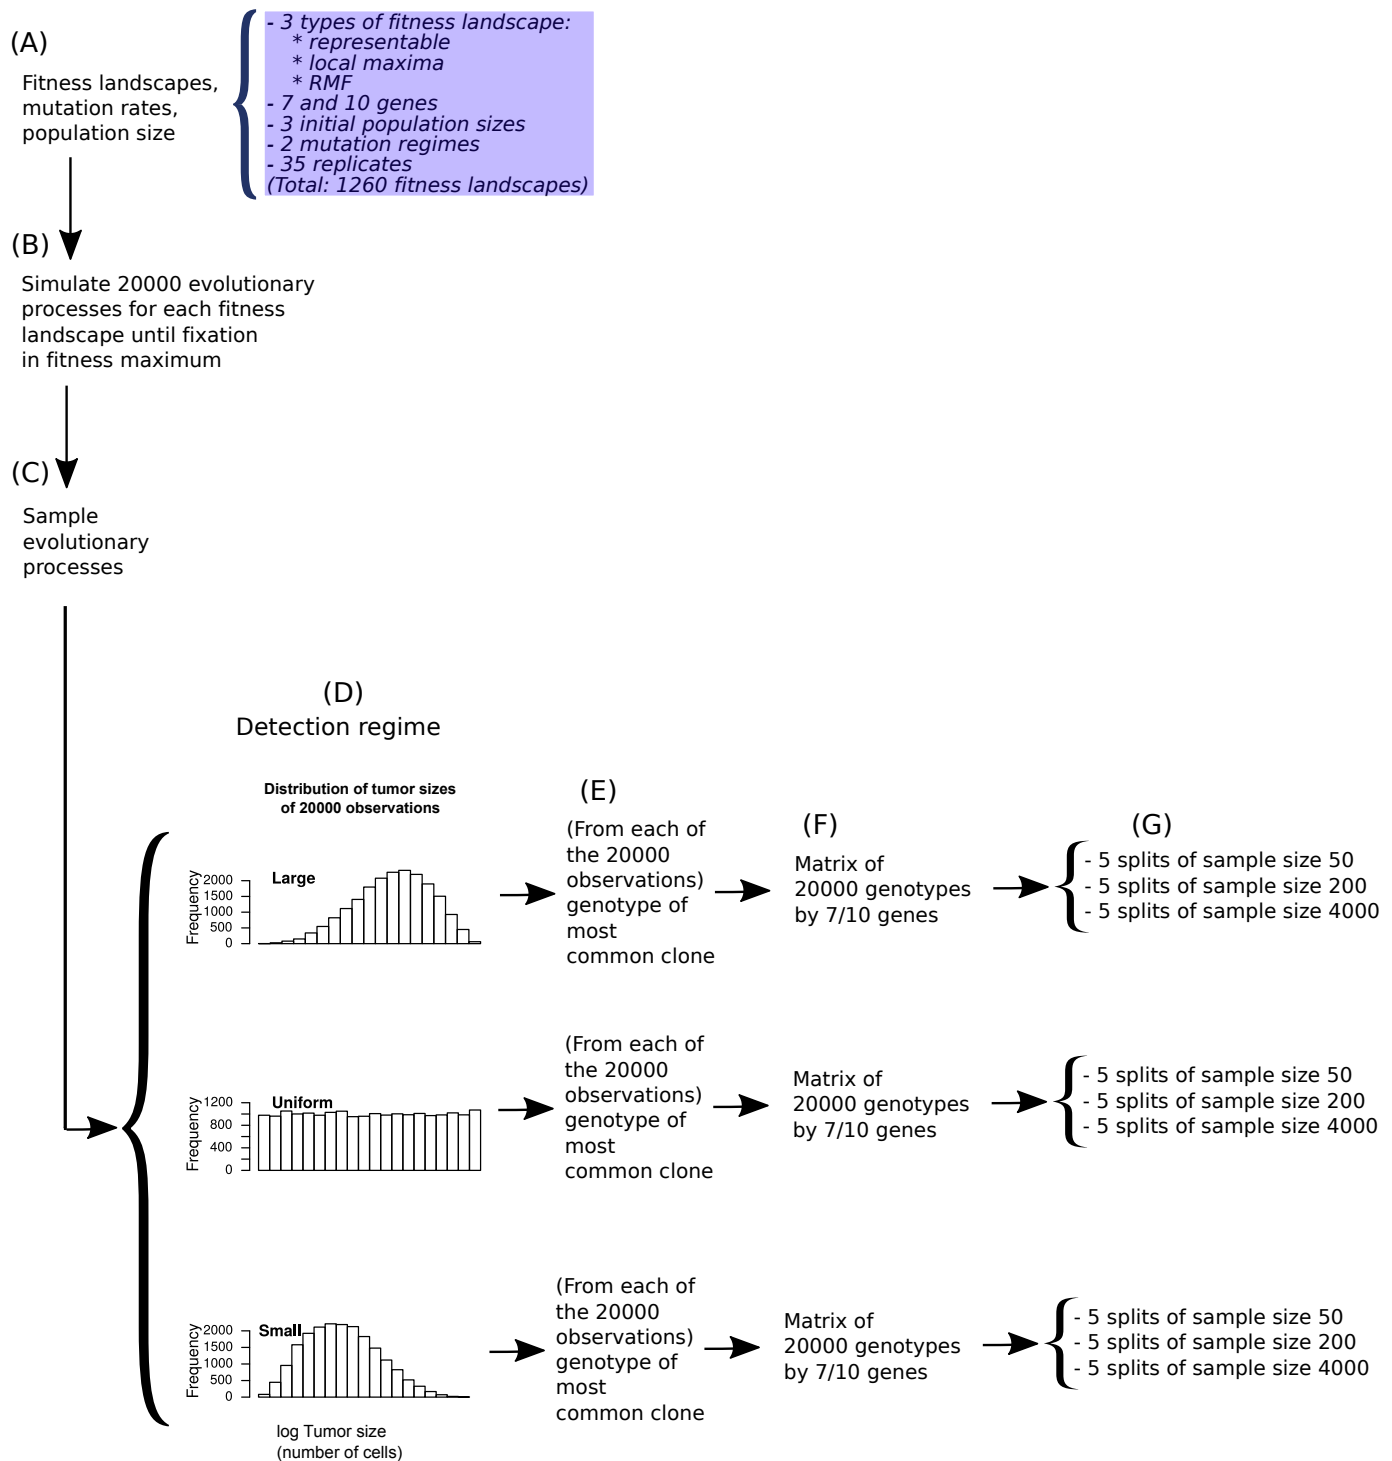 (A)
Fitness landscapes,
mutation rates,
population size
- 3 types of fitness landscape:
* representable
* local maxima
* RMF
- 7 and 10 genes
- 3 initial population sizes
- 2 mutation regimes
- 35 replicates
(Total: 1260 fitness landscapes)
(B)
Simulate 20000 evolutionary
processes for each fitness
landscape until fixation
in fitness maximum
(C)
Sample
evolutionary
processes
(D)
Detection regime
Distribution of tumor sizes
of 20000 observations
Large
Frequency
2000
1500
1000
500
0
(E)
(From each of
the 20000
observations)
genotype of
most
common clone
(F)
Matrix of
20000 genotypes
by 7/10 genes
(G)
- 5 splits of sample size 50
- 5 splits of sample size 200
- 5 splits of sample size 4000
Uniform
Frequency
1200
800
400
0
(From each of
the 20000
observations)
genotype of
most
common clone
Matrix of
20000 genotypes
by 7/10 genes
- 5 splits of sample size 50
- 5 splits of sample size 200
- 5 splits of sample size 4000
Small
Frequency
2000
1500
1000
500
0
log Tumor size
(number of cells)
(From each of
the 20000
observations)
genotype of
most
common clone
Matrix of
20000 genotypes
by 7/10 genes
- 5 splits of sample size 50
- 5 splits of sample size 200
- 5 splits of sample size 4000